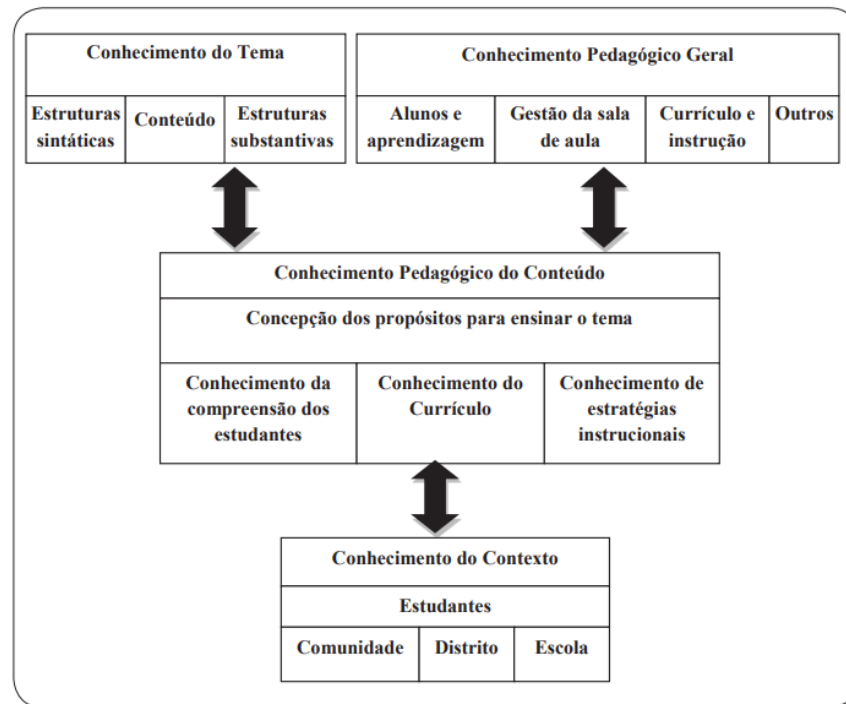 Conhecimento do Tema
Estruturas
sintáticas
Conteúdo
Estruturas
substantivas
Conhecimento Pedagógico Geral
Alunos e
aprendizagem
Gestão da sala
de aula
Currículo e
instrução
Outros
Conhecimento Pedagógico do Conteúdo
Concepção dos propósitos para ensinar o tema
Conhecimento da
compreensão dos
estudantes
Conhecimento do
Currículo
Conhecimento de
estratégias
instrucionais
Conhecimento do Contexto
Estudantes
Comunidade
Distrito
Escola